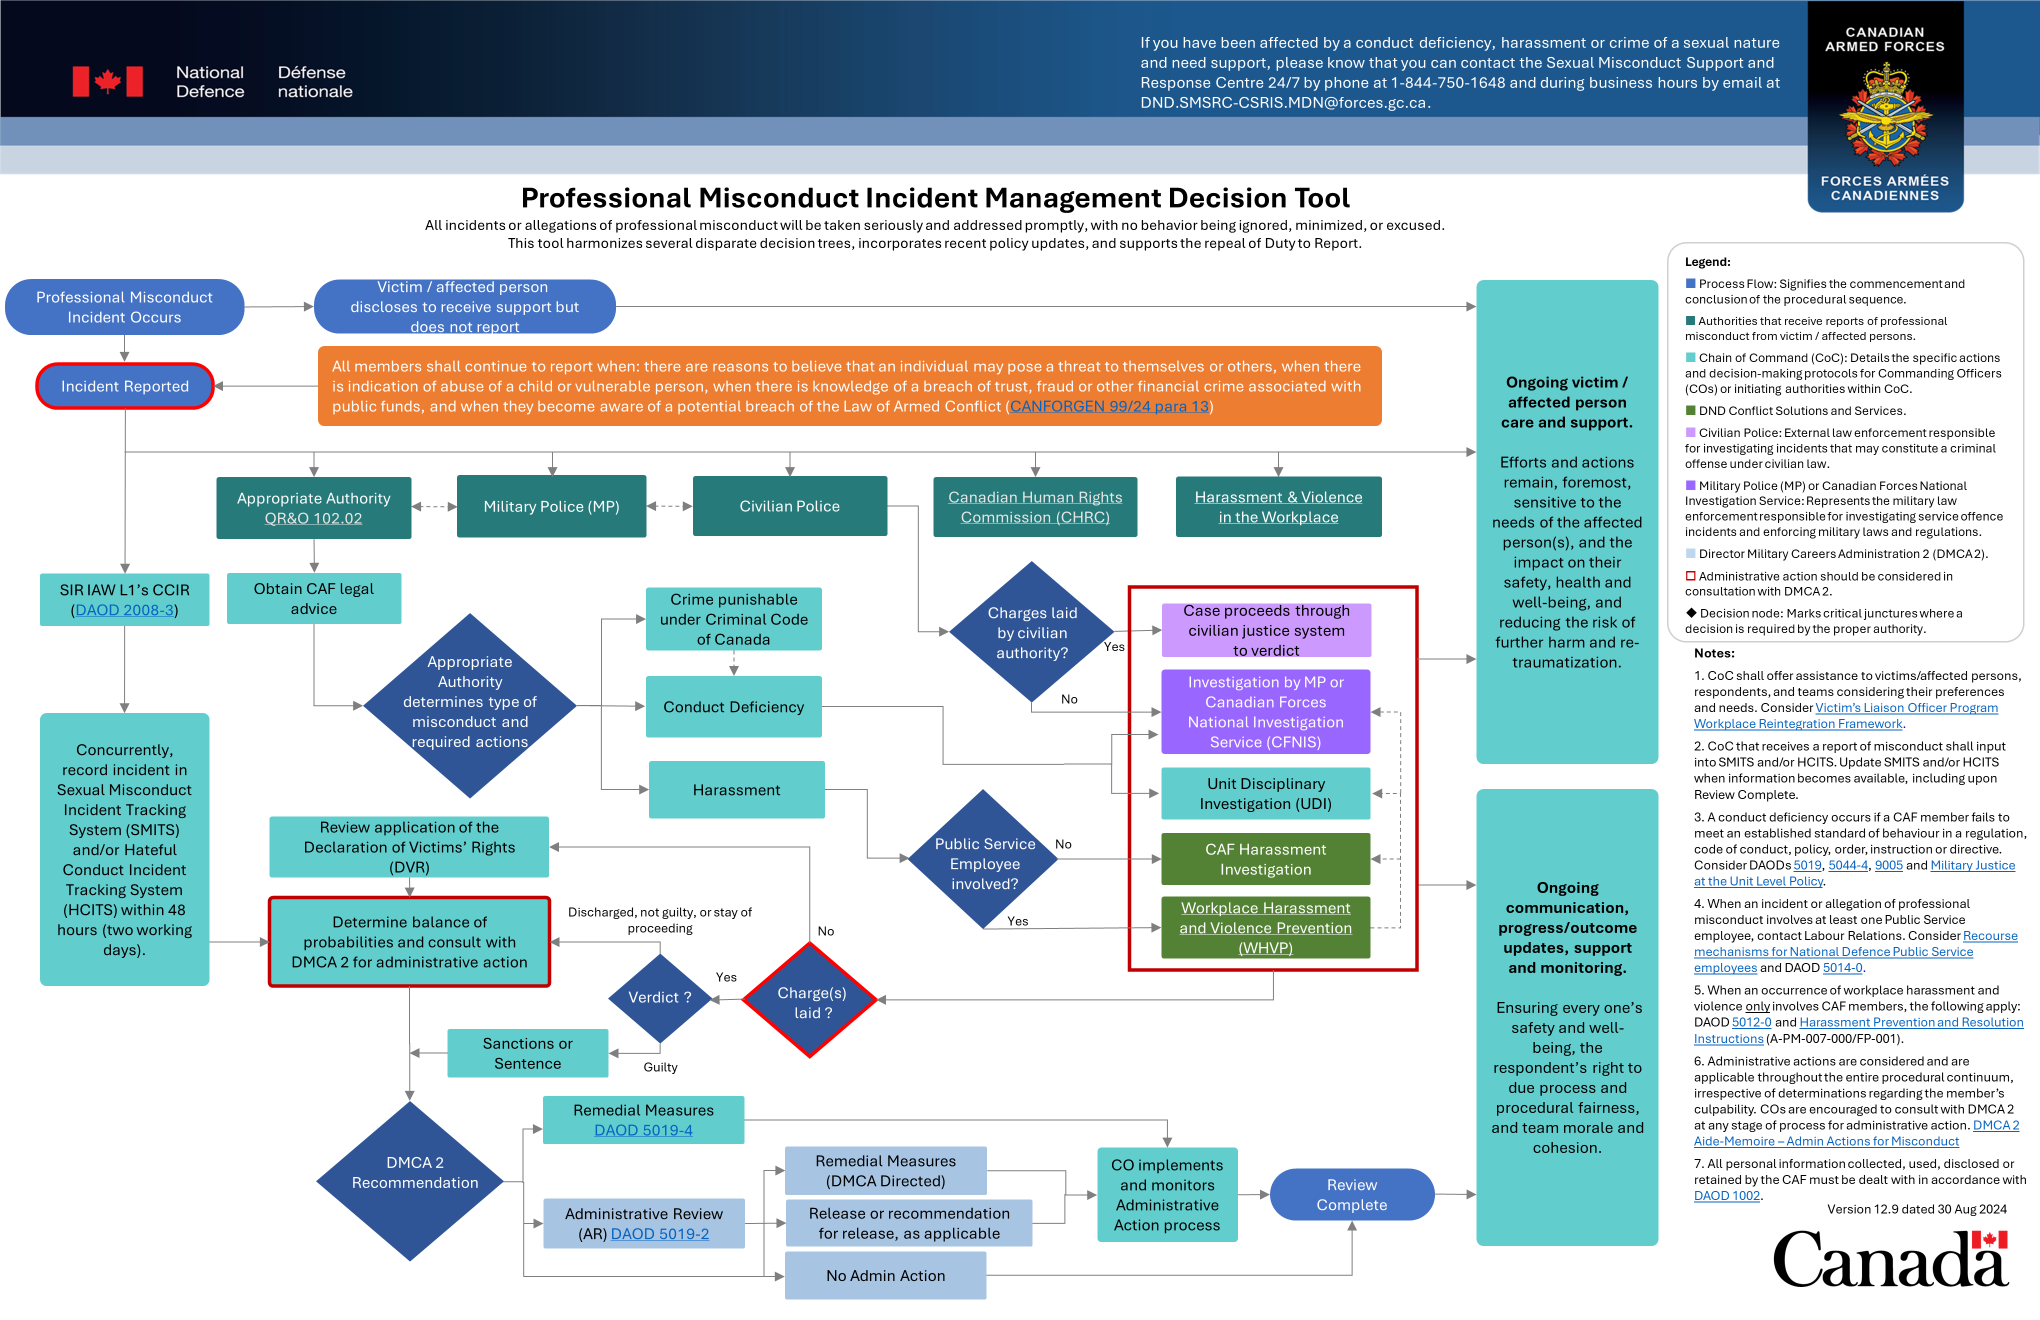 National
Defence
Défense
nationale
If you have been affected by a conduct deficiency, harassment or crime of a sexual nature
and need support, please know that you can contact the Sexual Misconduct Support and
Response Centre 24/7 by phone at 1-844-750-1648 and during business hours by email at
DND.SMSRC-CSRIS.MDN@forces.gc.ca.
CANADIAN
ARMED FORCES
FORCES ARMÉES
CANADIENNES
Professional Misconduct Incident Management Decision Tool
All incidents or allegations of professional misconduct will be taken seriously and addressed promptly, with no behavior being ignored, minimized, or excused.
This tool harmonizes several disparate decision trees, incorporates recent policy updates, and supports the repeal of Duty to Report.
Professional Misconduct
Incident Occurs
Victim / affected person
discloses to receive support but
does not report
Incident Reported
All members shall continue to report when: there are reasons to believe that an individual may pose a threat to themselves or others, when there
is indication of abuse of a child or vulnerable person, when there is knowledge of a breach of trust, fraud or other financial crime associated with
public funds, and when they become aware of a potential breach of the Law of Armed Conflict (CANFORGEN 99/24 para 13)
Appropriate Authority
QR&O 102.02
Military Police (MP)
Civilian Police
Canadian Human Rights
Commission (CHRC)
Harassment & Violence
in the Workplace
SIR IAW L1's CCIR
(DAOD 2008-3)
Obtain CAF legal
advice
Appropriate
Authority
determines type of
misconduct and
required actions
Crime punishable
under Criminal Code
of Canada
Conduct Deficiency
Harassment
Charges laid
by civilian
authority?
Yes
No
Case proceeds through
civilian justice system
to verdict
Investigation by MP or
Canadian Forces
National Investigation
Service (CFNIS)
Unit Disciplinary
Investigation (UDI)
Public Service
Employee
involved?
No
Yes
CAF Harassment
Investigation
Workplace Harassment
and Violence Prevention
(WHVP)
Concurrently,
record incident in
Sexual Misconduct
Incident Tracking
System (SMITS)
and/or Hateful
Conduct Incident
Tracking System
(HCITS) within 48
hours (two working
days).
Review application of the
Declaration of Victims' Rights
(DVR)
Determine balance of
probabilities and consult with
DMCA 2 for administrative action
Discharged, not guilty, or stay of
proceeding
No
Yes
Verdict ?
Charge(s)
laid ?
Guilty
Sanctions or
Sentence
DMCA 2
Recommendation
Remedial Measures
DAOD 5019-4
Administrative Review
(AR) DAOD 5019-2
Remedial Measures
(DMCA Directed)
Release or recommendation
for release, as applicable
No Admin Action
CO implements
and monitors
Administrative
Action process
Review
Complete
Ongoing victim /
affected person
care and support.
Efforts and actions
remain, foremost,
sensitive to the
needs of the affected
person(s), and the
impact on their
safety, health and
well-being, and
reducing the risk of
further harm and re-
traumatization.
Ongoing
communication,
progress/outcome
updates, support
and monitoring.
Ensuring every one's
safety and well-
being, the
respondent's right to
due process and
procedural fairness,
and team morale and
cohesion.
Legend:
Process Flow: Signifies the commencement and
conclusion of the procedural sequence.
Authorities that receive reports of professional
misconduct from victim / affected persons.
Chain of Command (CoC): Details the specific actions
and decision-making protocols for Commanding Officers
(COs) or initiating authorities within CoC.
DND Conflict Solutions and Services.
Civilian Police: External law enforcement responsible
for investigating incidents that may constitute a criminal
offense under civilian law.
Military Police (MP) or Canadian Forces National
Investigation Service: Represents the military law
enforcement responsible for investigating service offence
incidents and enforcing military laws and regulations.
Director Military Careers Administration 2 (DMCA 2).
Administrative action should be considered in
consultation with DMCA 2.
Decision node: Marks critical junctures where a
decision is required by the proper authority.
Notes:
1. CoC shall offer assistance to victims/affected persons,
respondents, and teams considering their preferences
and needs. Consider Victim's Liaison Officer Program
Workplace Reintegration Framework.
2. CoC that receives a report of misconduct shall input
into SMITS and/or HCITS. Update SMITS and/or HCITS
when information becomes available, including upon
Review Complete.
3. A conduct deficiency occurs if a CAF member fails to
meet an established standard of behaviour in a regulation,
code of conduct, policy, order, instruction or directive.
Consider DAODs 5019, 5044-4, 9005 and Military Justice
at the Unit Level Policy.
4. When an incident or allegation of professional
misconduct involves at least one Public Service
employee, contact Labour Relations. Consider Recourse
mechanisms for National Defence Public Service
employees and DAOD 5014-0.
5. When an occurrence of workplace harassment and
violence only involves CAF members, the following apply:
DAOD 5012-0 and Harassment Prevention and Resolution
Instructions (A-PM-007-000/FP-001).
6. Administrative actions are considered and are
applicable throughout the entire procedural continuum,
irrespective of determinations regarding the member's
culpability. COs are encouraged to consult with DMCA 2
at any stage of process for administrative action. DMCA 2
Aide-Memoire – Admin Actions for Misconduct
7. All personal information collected, used, disclosed or
retained by the CAF must be dealt with in accordance with
DAOD 1002.
Version 12.9 dated 30 Aug 2024
Canada